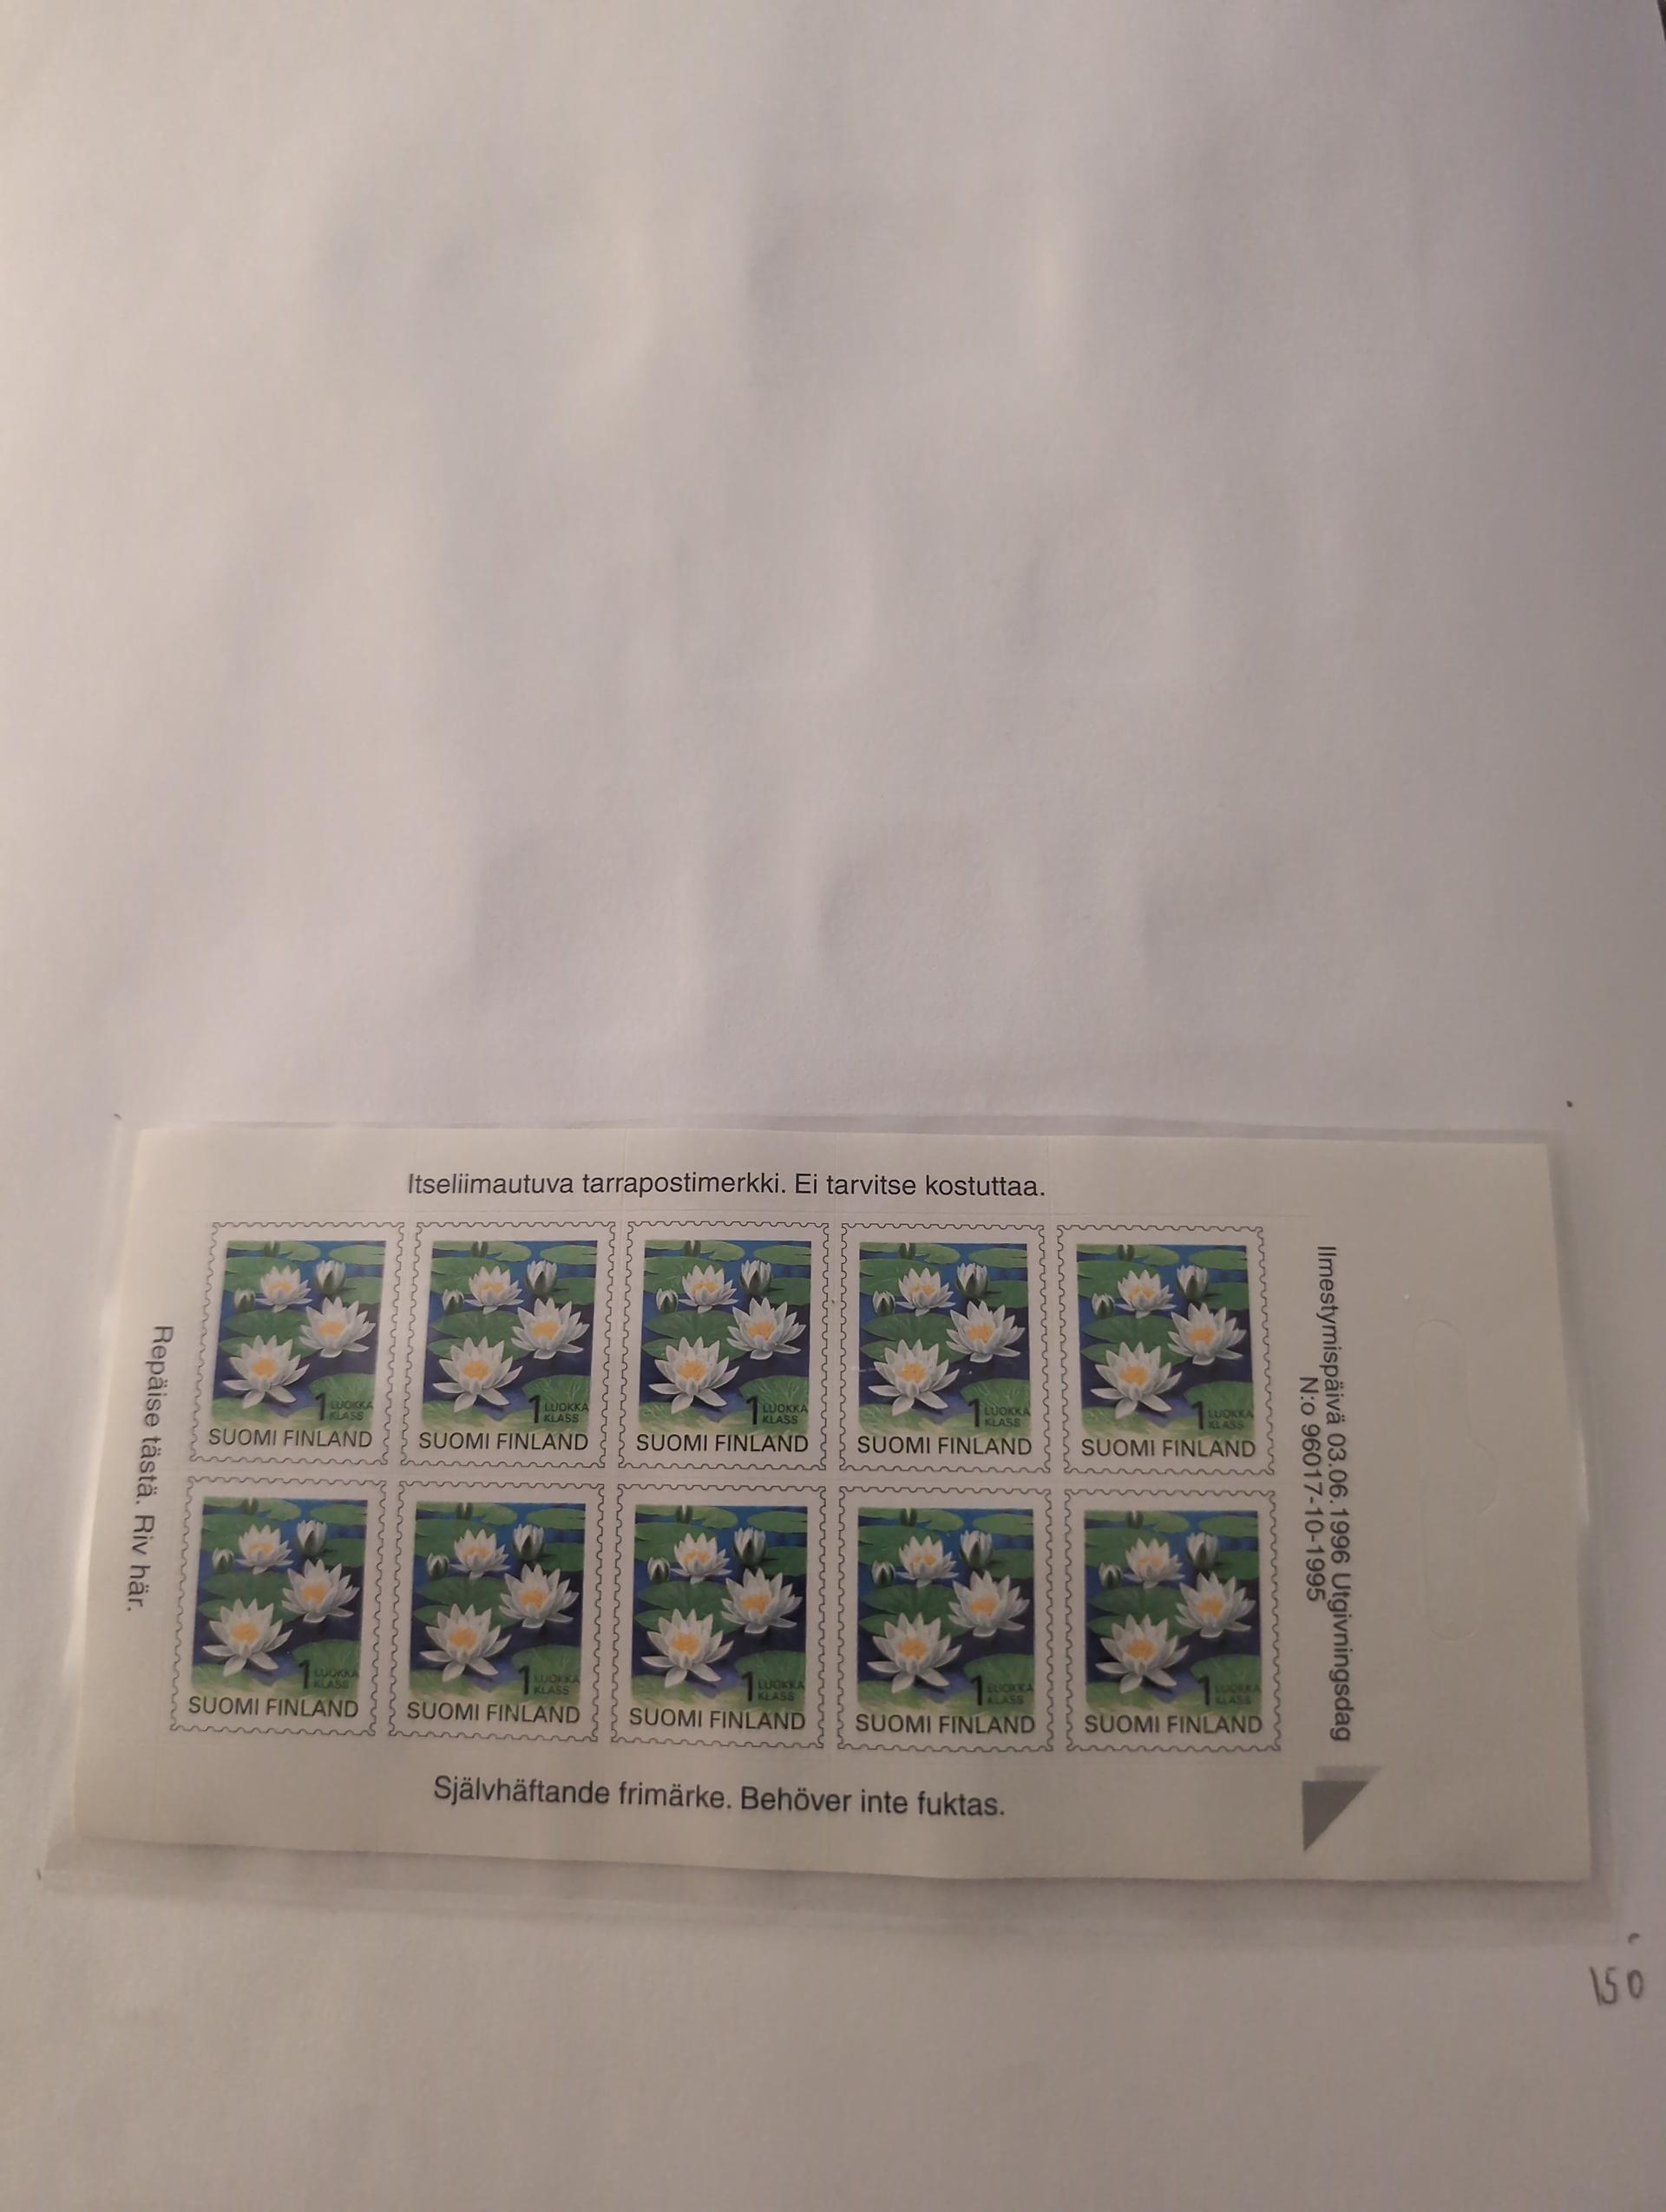 Itseliimautuva tarrapostimerkki. Ei tarvitse kostuttaa.
Repäise tästä. Riv här.
1 LUOKKA
KLASS
SUOMI FINLAND
1 LUOKKA
KLASS
SUOMI FINLAND
1 LUOKKA
KLASS
SUOMI FINLAND
1 LUOKKA
KLASS
SUOMI FINLAND
1 LUOKKA
KLASS
SUOMI FINLAND
1 LUOKKA
KLASS
SUOMI FINLAND
1 LUOKKA
KLASS
SUOMI FINLAND
1 LUOKKA
KLASS
SUOMI FINLAND
1 LUOKKA
KLASS
SUOMI FINLAND
1 LUOKKA
KLASS
SUOMI FINLAND
Ilmestymispäivä 03.06.1996 Utgivningsdag
N:o 96017-10-1995
Självhäftande frimärke. Behöver inte fuktas.
150